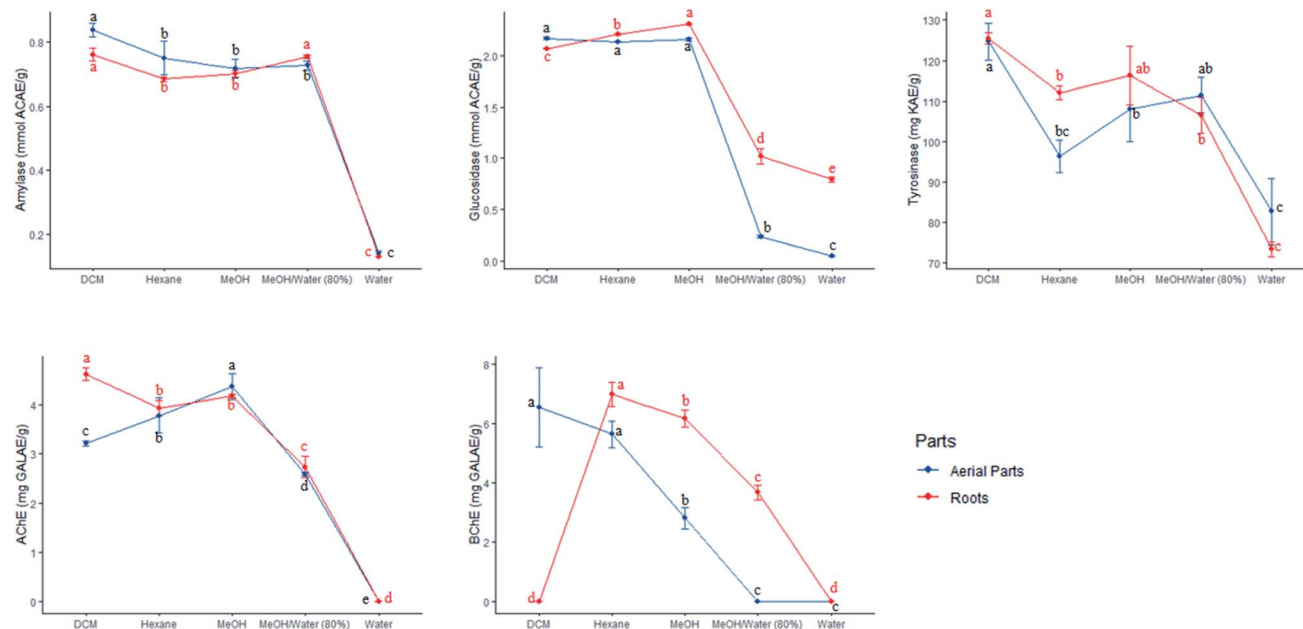 Amylase (mmol ACAE/g)
0.8
0.6
0.4
0.2
a
b
b
a
a
b
b
b
c
c
DCM
Hexane
MeOH
MeOH/Water (80%)
Water
Glucosidase (mmol ACAE/g)
2.0
1.5
1.0
0.5
0.0
a
b
a
c
a
a
d
b
e
c
DCM
Hexane
MeOH
MeOH/Water (80%)
Water
Tyrosinase (mg KAE/g)
130
120
110
100
90
80
70
a
a
b
bc
ab
b
ab
b
c
c
DCM
Hexane
MeOH
MeOH/Water (80%)
Water
AChE (mg GALAE/g)
4
3
2
1
0
a
c
b
b
a
b
c
d
e
d
DCM
Hexane
MeOH
MeOH/Water (80%)
Water
BChE (mg GALAE/g)
8
6
4
2
0
a
d
a
a
b
b
c
c
d
c
DCM
Hexane
MeOH
MeOH/Water (80%)
Water
Parts
Aerial Parts
Roots